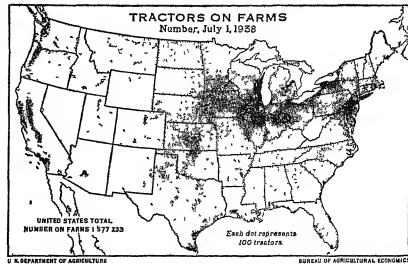 TRACTORS ON FARMS
Number, July 1, 1938
UNITED STATES TOTAL
NUMBER ON FARMS 1 577 233
Each dot represents
100 tractors
U. S. DEPARTMENT OF AGRICULTURE
BUREAU OF AGRICULTURAL ECONOMICS